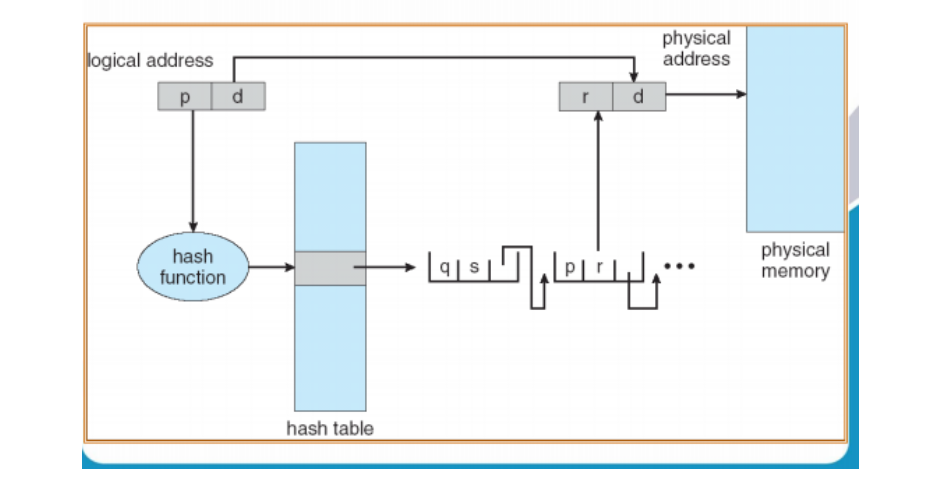 logical address
physical
address
p d
r d
hash
function
q s
p r
•••
physical
memory
hash table